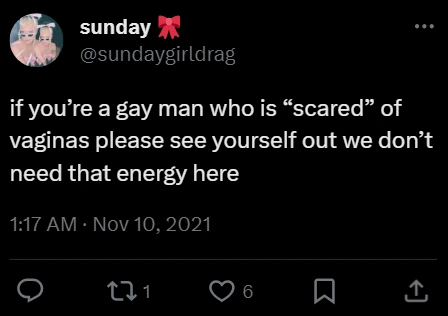 sunday 🎀
@sundaygirldrag
if you’re a gay man who is “scared” of
vaginas please see yourself out we don’t
need that energy here
1:17 AM · Nov 10, 2021
1 6